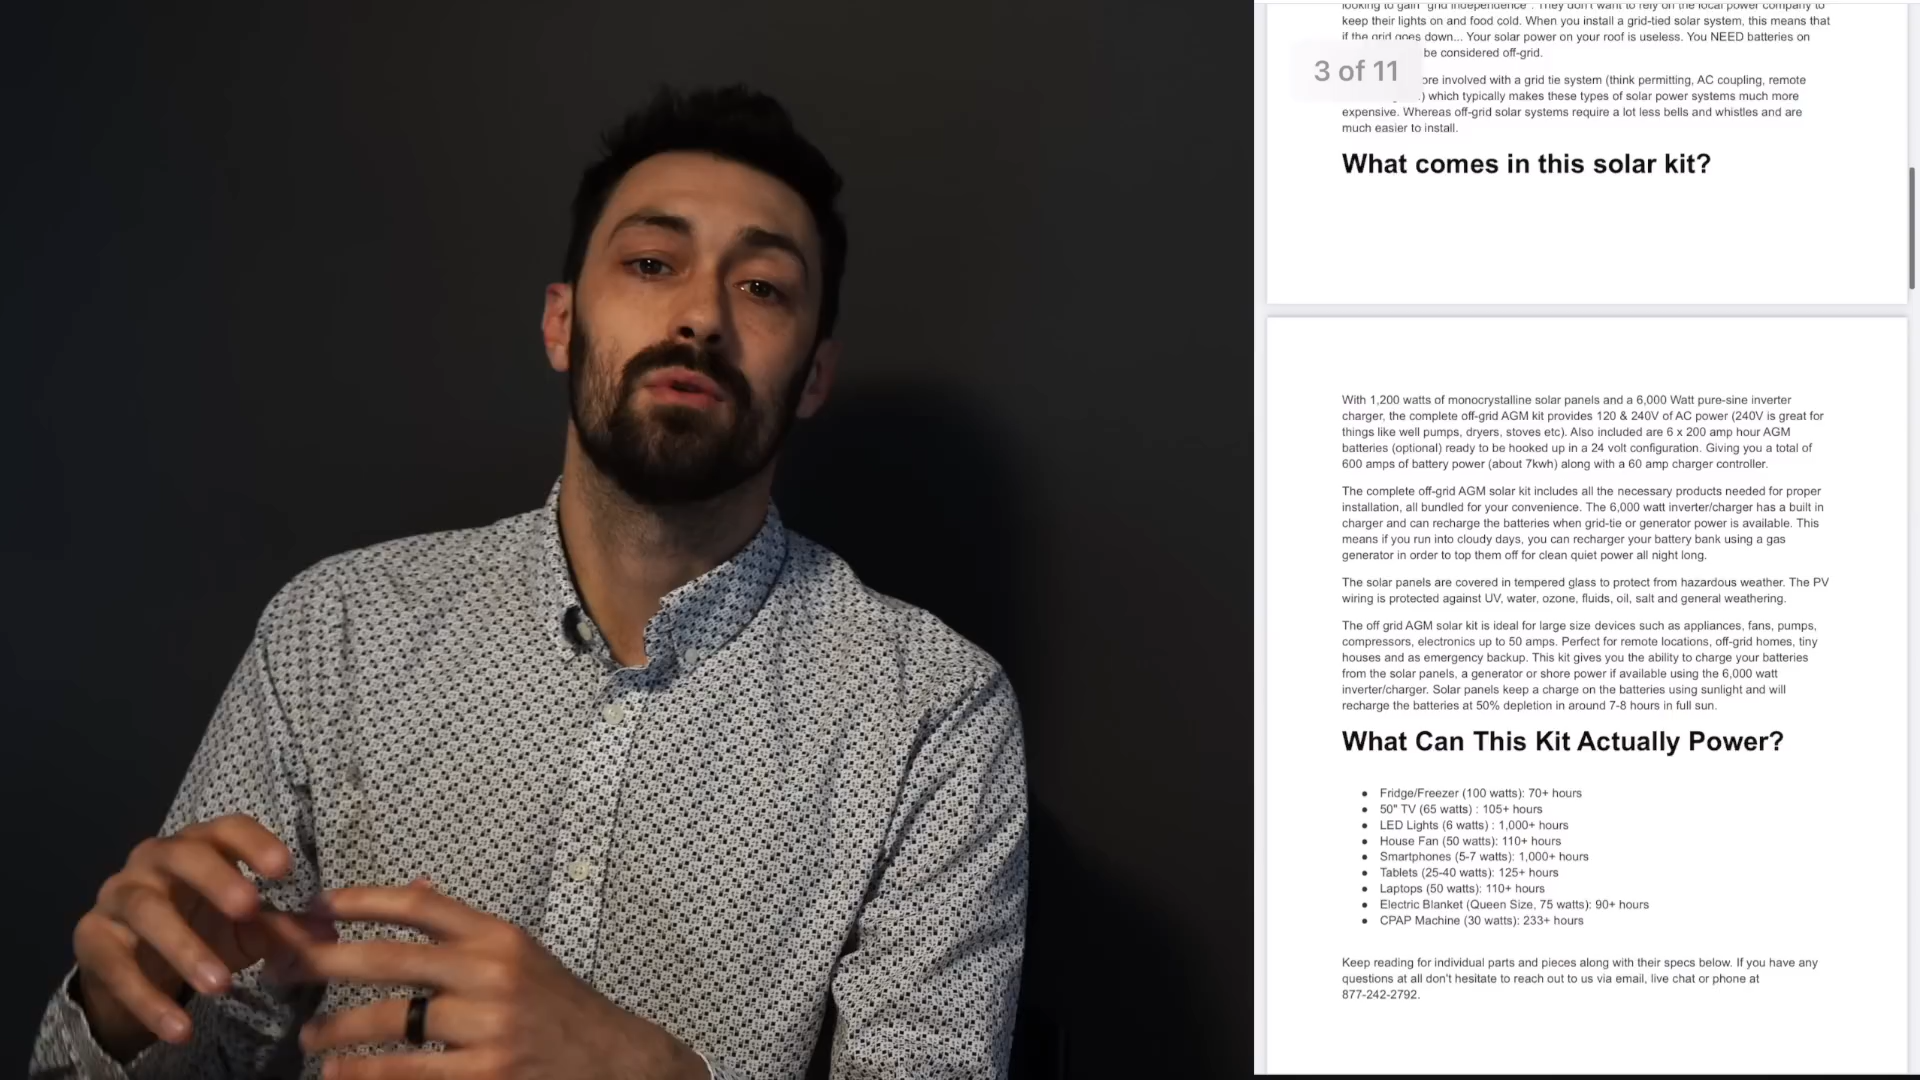 looking to gain "grid independence". They don't want to rely on the local power company to
keep their lights on and food cold. When you install a grid-tied solar system, this means that
if the grid goes down... Your solar power on your roof is useless. You NEED batteries on
be considered off-grid.
3 of 11
ore involved with a grid tie system (think permitting, AC coupling, remote
) which typically makes these types of solar power systems much more
expensive. Whereas off-grid solar systems require a lot less bells and whistles and are
much easier to install.
What comes in this solar kit?
With 1,200 watts of monocrystalline solar panels and a 6,000 Watt pure-sine inverter
charger, the complete off-grid AGM kit provides 120 & 240V of AC power (240V is great for
things like well pumps, dryers, stoves etc). Also included are 6 x 200 amp hour AGM
batteries (optional) ready to be hooked up in a 24 volt configuration. Giving you a total of
600 amps of battery power (about 7kwh) along with a 60 amp charger controller.
The complete off-grid AGM solar kit includes all the necessary products needed for proper
installation, all bundled for your convenience. The 6,000 watt inverter/charger has a built in
charger and can recharge the batteries when grid-tie or generator power is available. This
means if you run into cloudy days, you can recharger your battery bank using a gas
generator in order to top them off for clean quiet power all night long.
The solar panels are covered in tempered glass to protect from hazardous weather. The PV
wiring is protected against UV, water, ozone, fluids, oil, salt and general weathering.
The off grid AGM solar kit is ideal for large size devices such as appliances, fans, pumps,
compressors, electronics up to 50 amps. Perfect for remote locations, off-grid homes, tiny
houses and as emergency backup. This kit gives you the ability to charge your batteries
from the solar panels, a generator or shore power if available using the 6,000 watt
inverter/charger. Solar panels keep a charge on the batteries using sunlight and will
recharge the batteries at 50% depletion in around 7-8 hours in full sun.
What Can This Kit Actually Power?
• Fridge/Freezer (100 watts): 70+ hours
• 50" TV (65 watts) : 105+ hours
• LED Lights (6 watts) : 1,000+ hours
• House Fan (50 watts): 110+ hours
• Smartphones (5-7 watts): 1,000+ hours
• Tablets (25-40 watts): 125+ hours
• Laptops (50 watts): 110+ hours
• Electric Blanket (Queen Size, 75 watts): 90+ hours
• CPAP Machine (30 watts): 233+ hours
Keep reading for individual parts and pieces along with their specs below. If you have any
questions at all don't hesitate to reach out to us via email, live chat or phone at
877-242-2792.